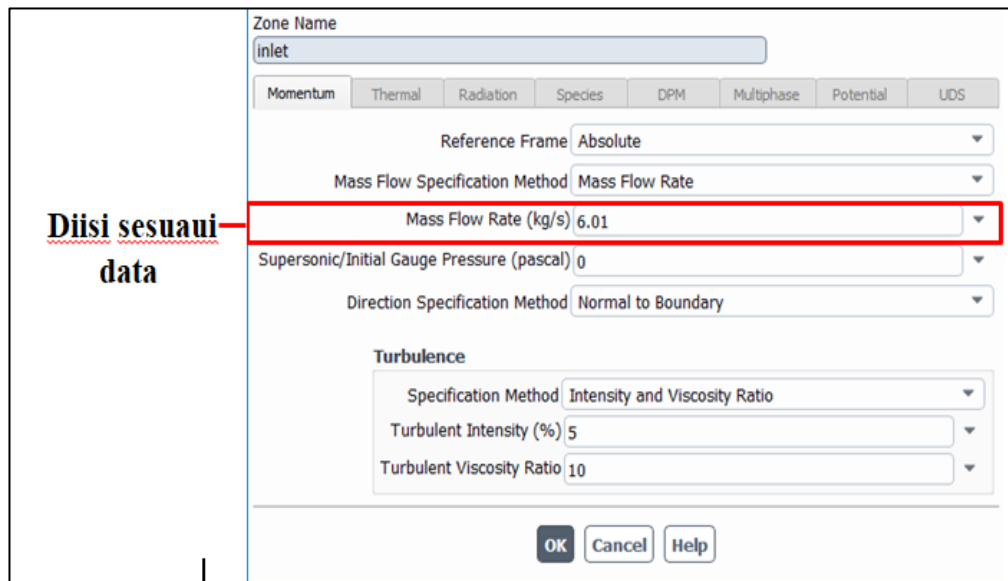 Zone Name
inlet
Momentum Thermal Radiation Species DPM Multiphase Potential UDS
Reference Frame Absolute
Mass Flow Specification Method Mass Flow Rate
Diisi sesuaui
data
Mass Flow Rate (kg/s) 6.01
Supersonic/Initial Gauge Pressure (pascal) 0
Direction Specification Method Normal to Boundary
Turbulence
Specification Method Intensity and Viscosity Ratio
Turbulent Intensity (%) 5
Turbulent Viscosity Ratio 10
OK Cancel Help